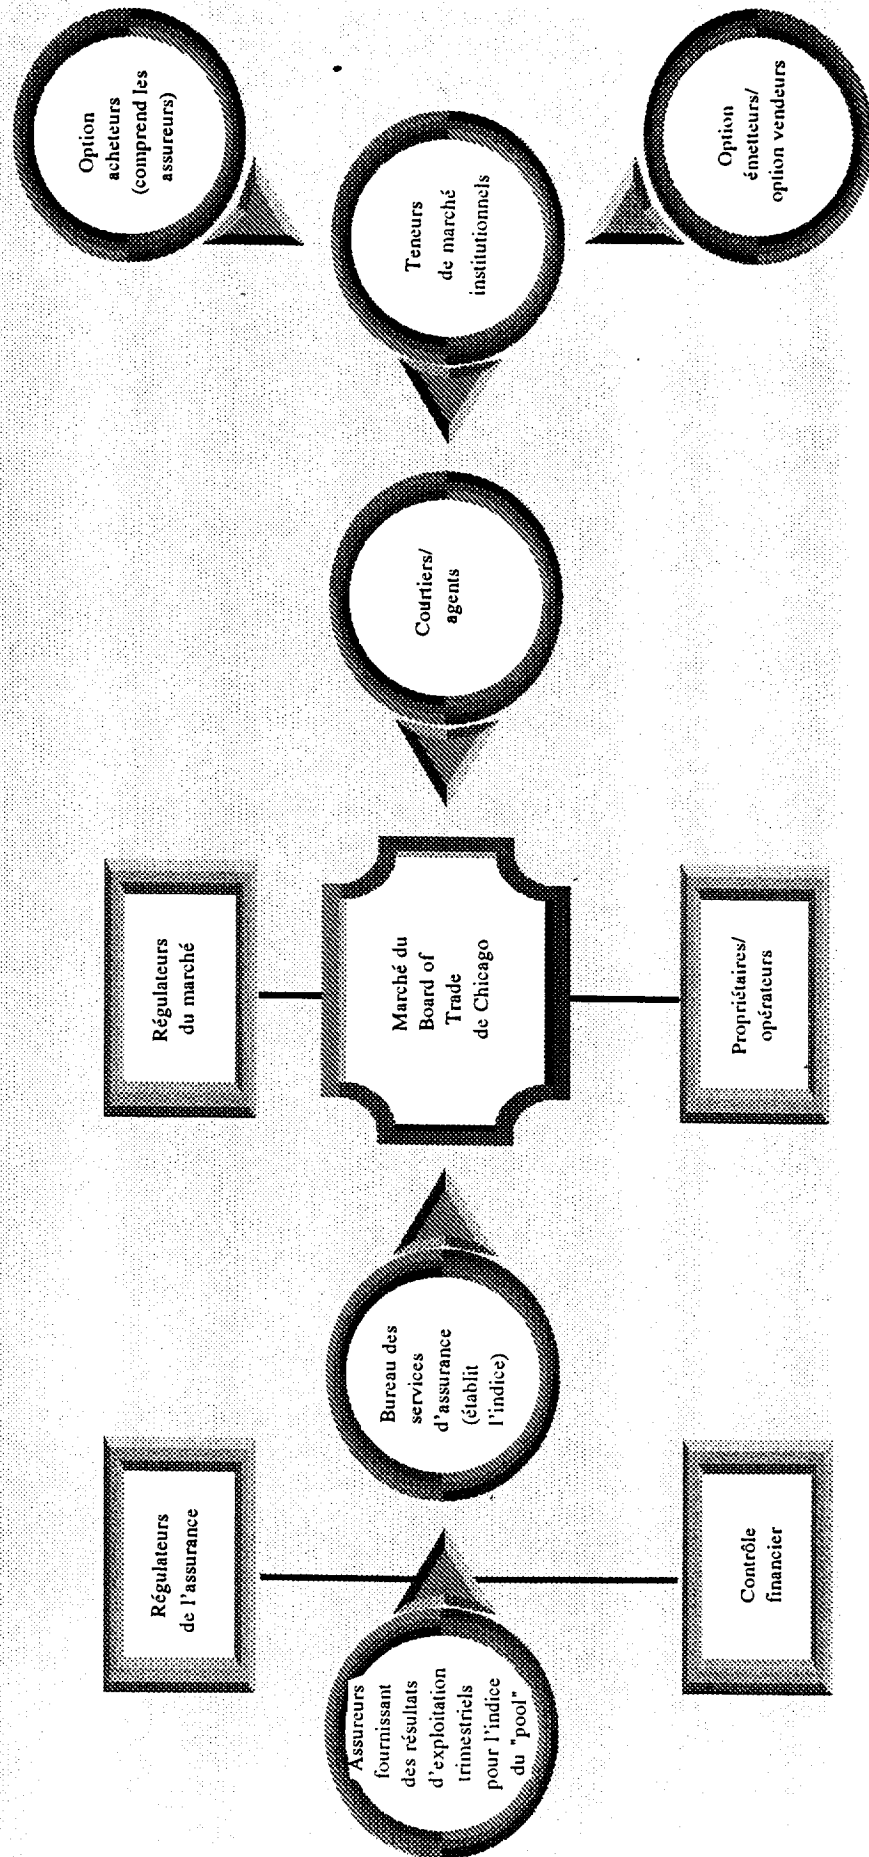 Assureurs
fournissant
des résultats
d'exploitation
trimestriels
pour l'indice
du "pool"
Régulateurs
de l'assurance
Contrôle
financier
Bureau des
services
d'assurance
(établit
l'indice)
Régulateurs
du marché
Marché du
Board of
Trade
de Chicago
Propriétaires/
opérateurs
Courtiers/
agents
Teneurs
de marché
institutionnels
Option
acheteurs
(comprend les
assureurs)
Option
émetteurs/
option vendeurs